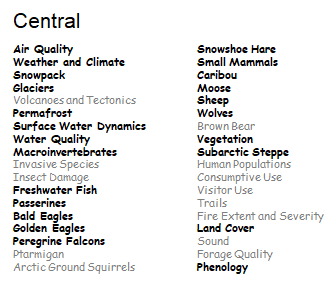 Central
Air Quality
Weather and Climate
Snowpack
Glaciers
Volcanoes and Tectonics
Permafrost
Surface Water Dynamics
Water Quality
Macroinvertebrates
Invasive Species
Insect Damage
Freshwater Fish
Passerines
Bald Eagles
Golden Eagles
Peregrine Falcons
Ptarmigan
Arctic Ground Squirrels
Snowshoe Hare
Small Mammals
Caribou
Moose
Sheep
Wolves
Brown Bear
Vegetation
Subarctic Steppe
Human Populations
Consumptive Use
Visitor Use
Trails
Fire Extent and Severity
Land Cover
Sound
Forage Quality
Phenology